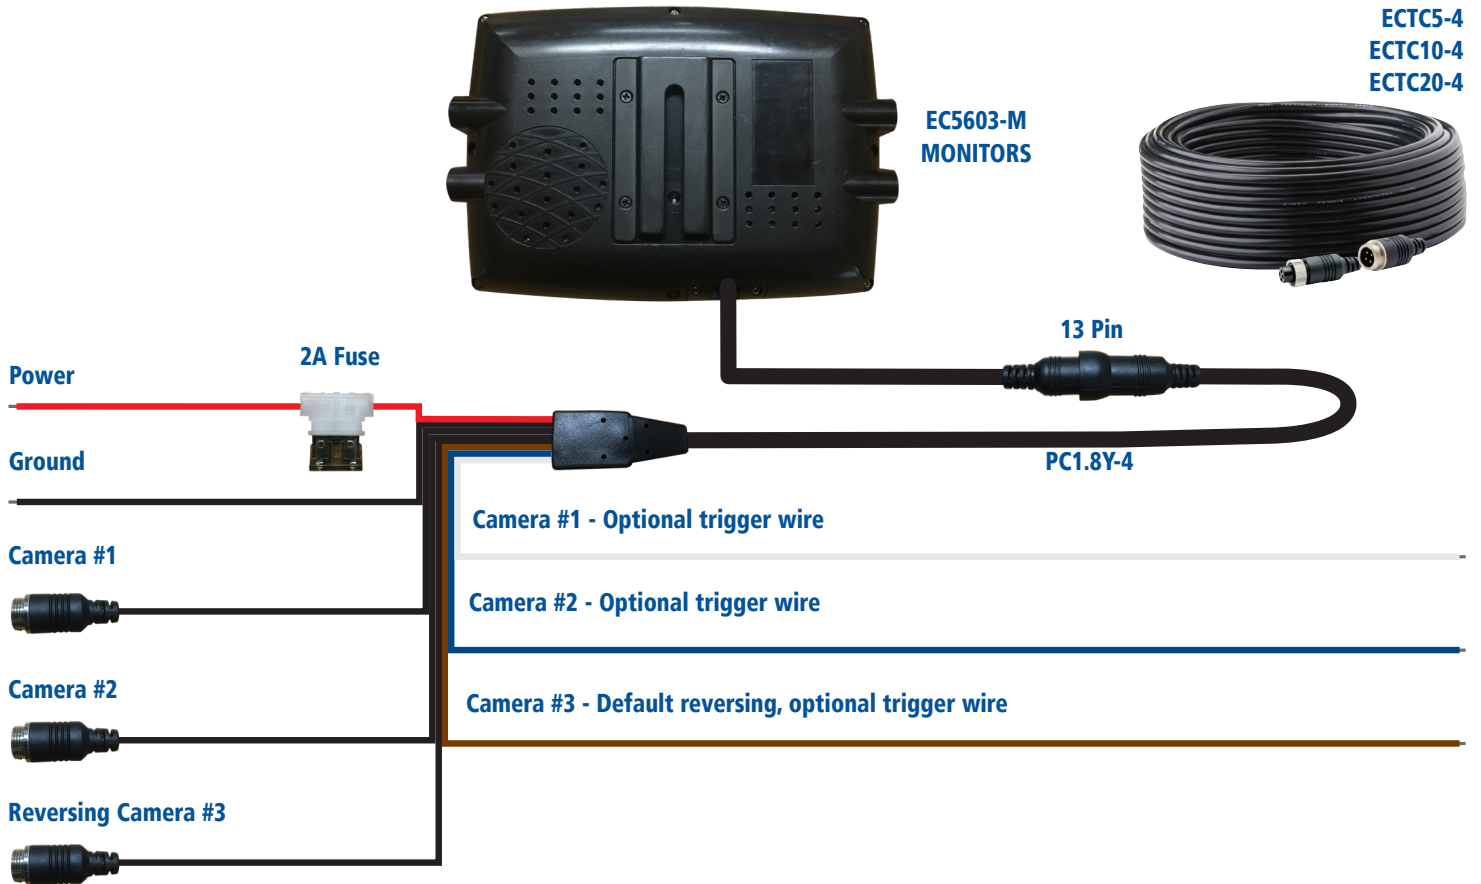 ECTC5-4
ECTC10-4
ECTC20-4
EC5603-M
MONITORS
13 Pin
2A Fuse
Power
Ground
PC1.8Y-4
Camera #1 - Optional trigger wire
Camera #1
Camera #2 - Optional trigger wire
Camera #2
Camera #3 - Default reversing, optional trigger wire
Reversing Camera #3